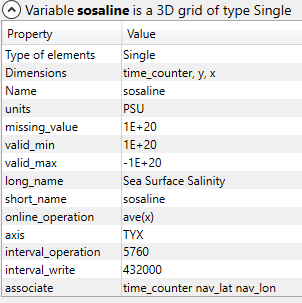 Variable sosaline is a 3D grid of type Single
Property Value
Type of elements Single
Dimensions time_counter, y, x
Name sosaline
units PSU
missing_value 1E+20
valid_min 1E+20
valid_max -1E+20
long_name Sea Surface Salinity
short_name sosaline
online_operation ave(x)
axis TYX
interval_operation 5760
interval_write 432000
associate time_counter nav_lat nav_lon